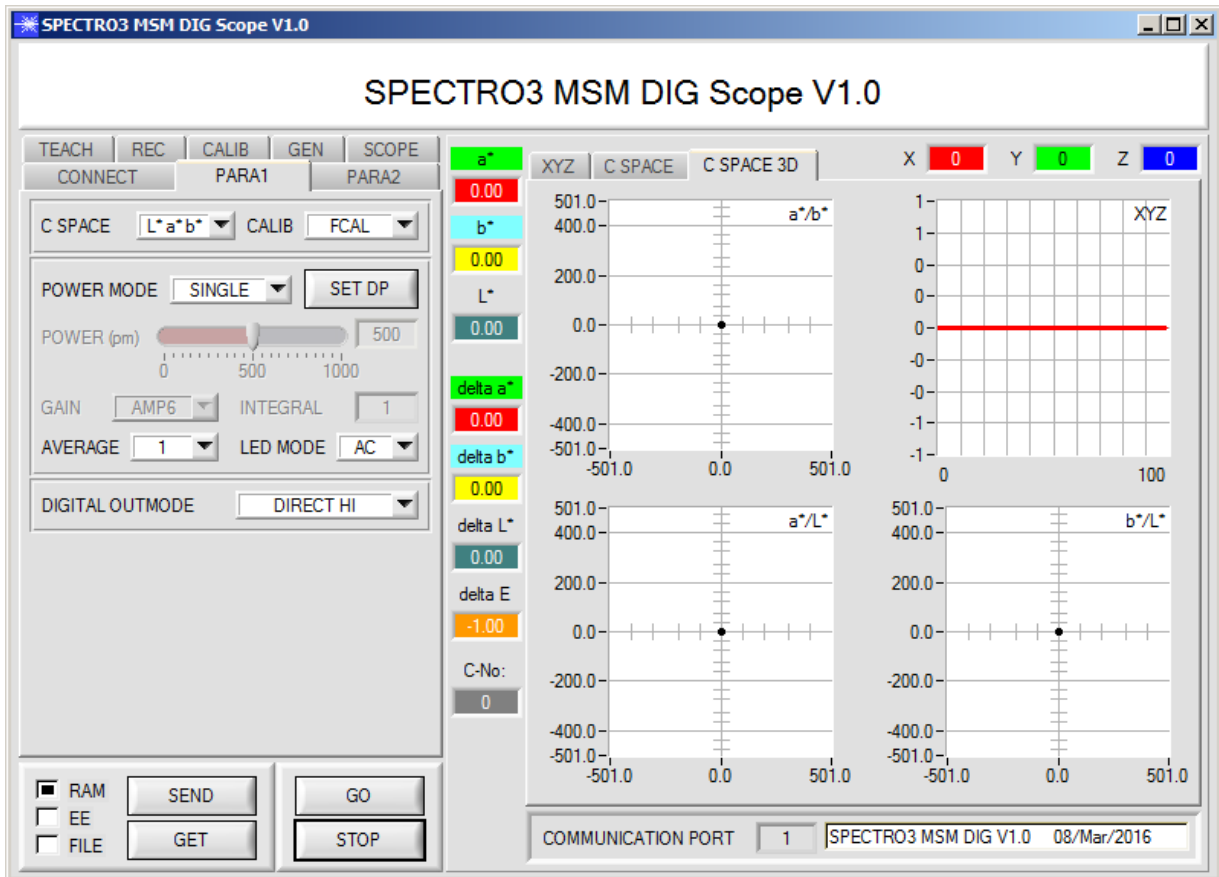 SPECTRO3 MSM DIG Scope V1.0
SPECTRO3 MSM DIG Scope V1.0
TEACH REC CALIB GEN SCOPE
CONNECT PARA1 PARA2
C SPACE L*a*b* CALIB FCAL
POWER MODE SINGLE SET DP
POWER (pm) 500
0 500 1000
GAIN AMP6 INTEGRAL 1
AVERAGE 1 LED MODE AC
DIGITAL OUTMODE DIRECT HI
RAM SEND GO
EE
FILE GET STOP
a*
0.00
b*
0.00
L*
0.00
delta a*
0.00
delta b*
0.00
delta L*
0.00
delta E
-1.00
C-No:
0
XYZ C SPACE C SPACE 3D X 0 Y 0 Z 0
501.0 a*/b*
400.0
200.0
0.0
-200.0
-400.0
-501.0
-501.0 0.0 501.0
1 XYZ
1
0
0
0
-0
-0
-1
-1
0 100
501.0 a*/L*
400.0
200.0
0.0
-200.0
-400.0
-501.0
-501.0 0.0 501.0
501.0 b*/L*
400.0
200.0
0.0
-200.0
-400.0
-501.0
-501.0 0.0 501.0
COMMUNICATION PORT 1 SPECTRO3 MSM DIG V1.0 08/Mar/2016